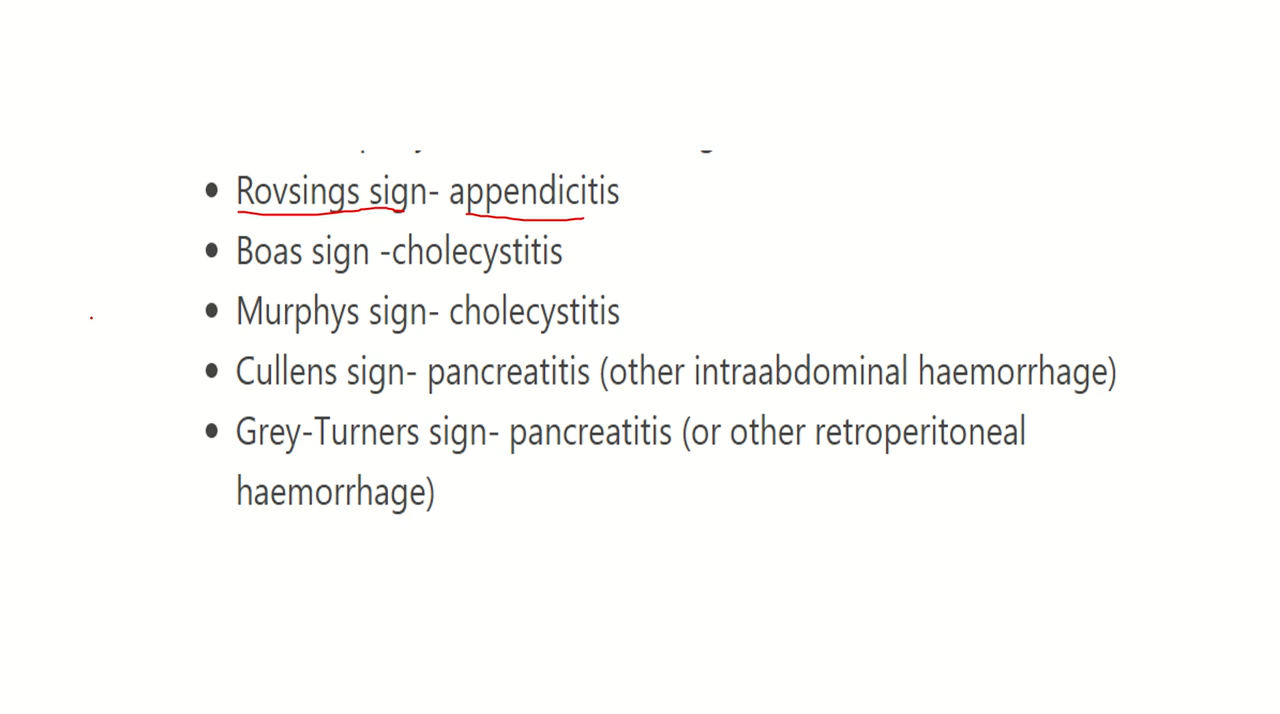 • Rovsings sign- appendicitis
• Boas sign -cholecystitis
• Murphys sign- cholecystitis
• Cullens sign- pancreatitis (other intraabdominal haemorrhage)
• Grey-Turners sign- pancreatitis (or other retroperitoneal
haemorrhage)